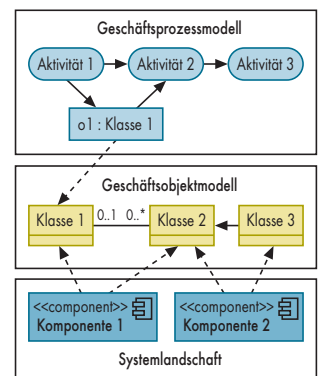 Geschäftsprozessmodell
Aktivität 1 Aktivität 2 Aktivität 3
o1 : Klasse 1
Geschäftsobjektmodell
Klasse 1 0..1 0..* Klasse 2 Klasse 3
<<component>> <<component>>
Komponente 1 Komponente 2
Systemlandschaft